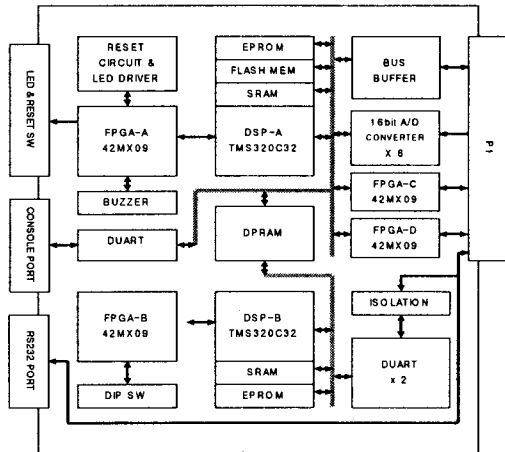 LED & RESET SW
CONSOLE PORT
RS232 PORT
RESET
CIRCUIT &
LED DRIVER
FPGA-A
42MX09
BUZZER
DUART
FPGA-B
42MX09
DIP SW
EPROM
FLASH MEM
SRAM
DSP-A
TMS320C32
DPRAM
DSP-B
TMS320C32
SRAM
EPROM
BUS
BUFFER
16bit A/D
CONVERTER
X 6
FPGA-C
42MX09
FPGA-D
42MX09
ISOLATION
DUART
x 2
P1